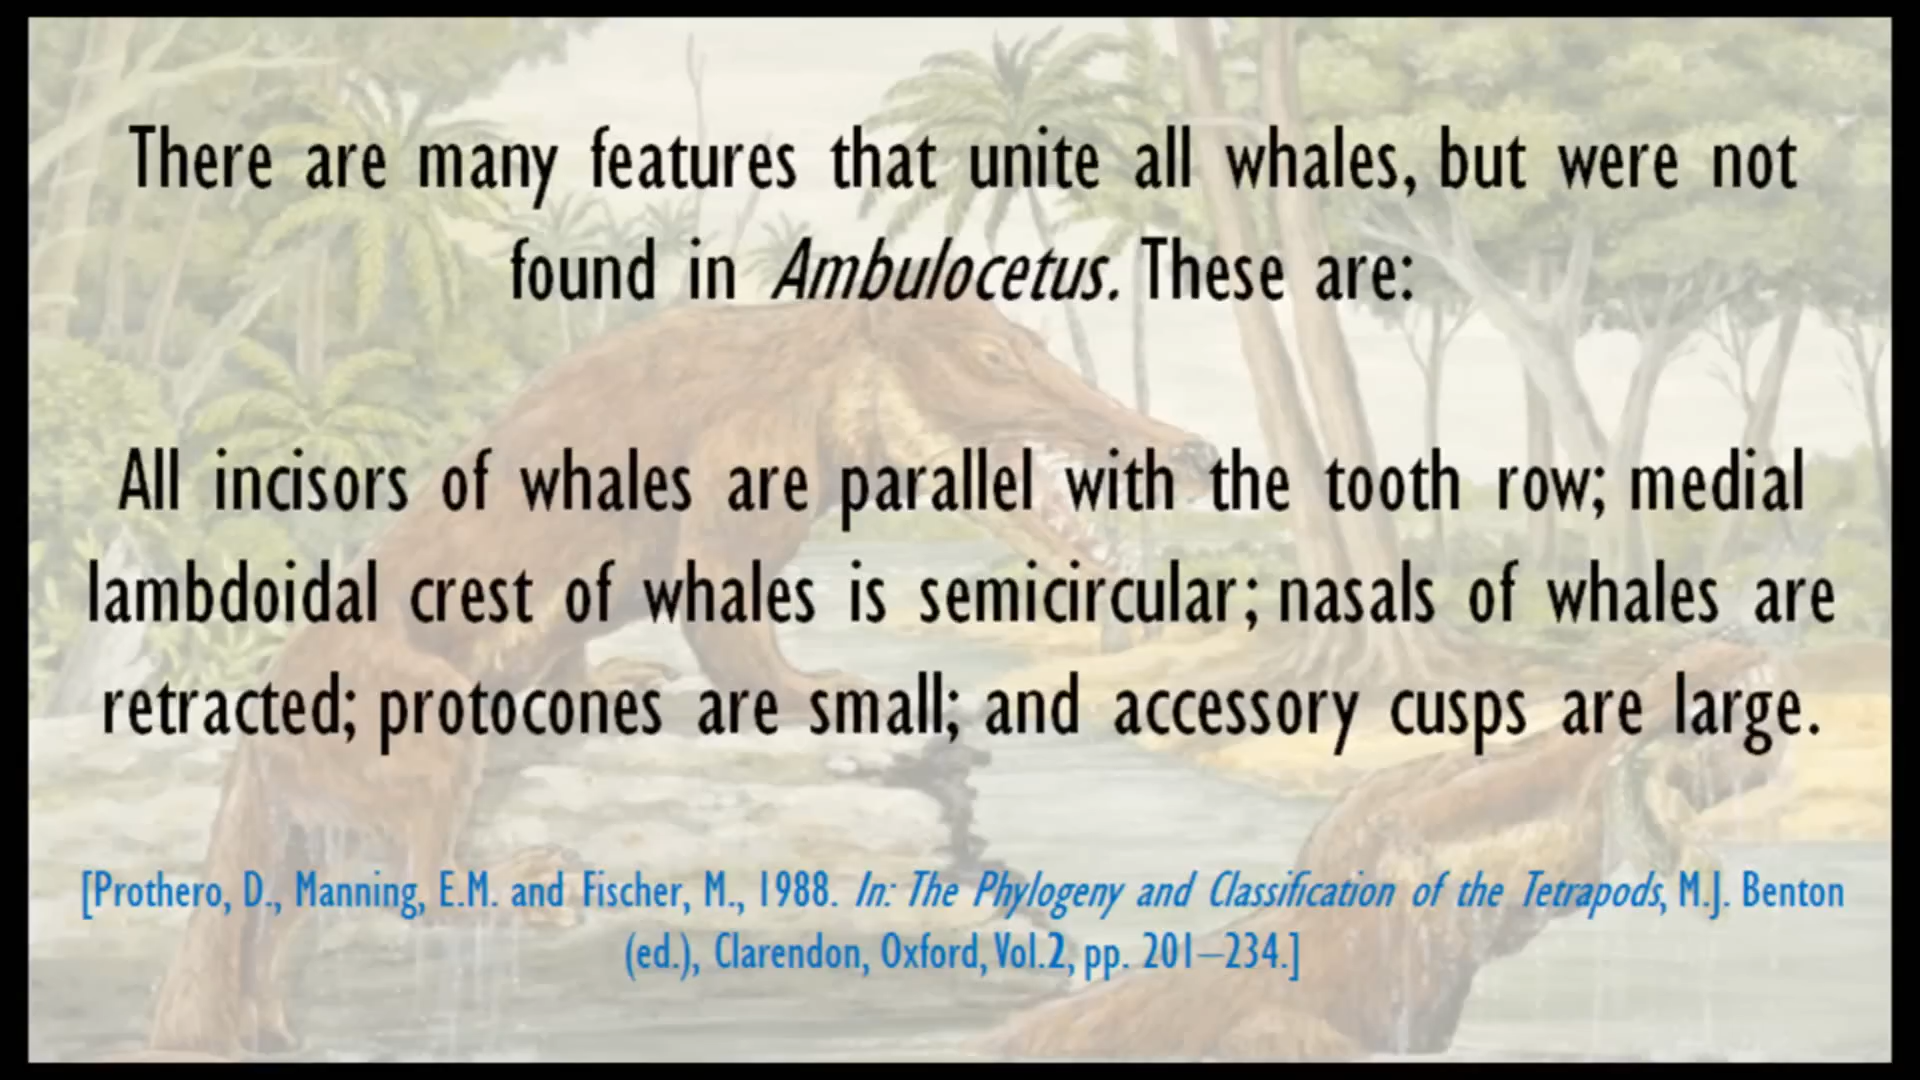 There are many features that unite all whales, but were not
found in Ambulocetus. These are:
All incisors of whales are parallel with the tooth row; medial
lambdoidal crest of whales is semicircular; nasals of whales are
retracted; protocones are small; and accessory cusps are large.
[Prothero, D., Manning, E.M. and Fischer, M., 1988. In: The Phylogeny and Classification of the Tetrapods, M.J. Benton
(ed.), Clarendon, Oxford, Vol.2, pp. 201–234.]